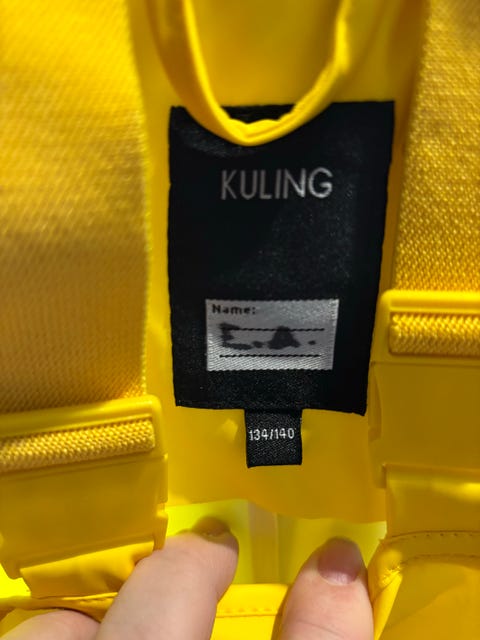 KULING
Name:
E.A.
134/140